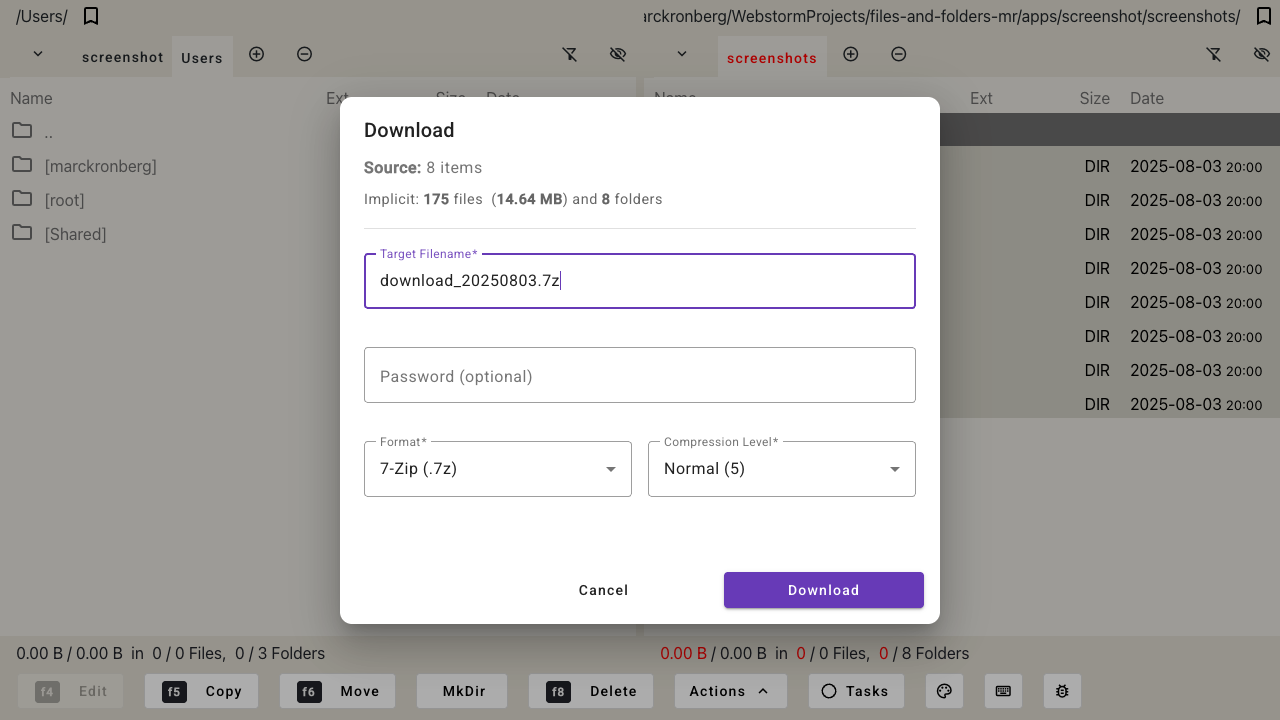 /Users/
arckronberg/WebstormProjects/files-and-folders-mr/apps/screenshot/screenshots/
screenshot Users
screenshots
Name Ext Size Date
Name Ext Size Date
..
[marckronberg]
[root]
[Shared]
DIR 2025-08-03 20:00
DIR 2025-08-03 20:00
DIR 2025-08-03 20:00
DIR 2025-08-03 20:00
DIR 2025-08-03 20:00
DIR 2025-08-03 20:00
DIR 2025-08-03 20:00
DIR 2025-08-03 20:00
Download
Source: 8 items
Implicit: 175 files (14.64 MB) and 8 folders
Target Filename*
download_20250803.7z
Password (optional)
Format*
7-Zip (.7z)
Compression Level*
Normal (5)
Cancel
Download
0.00 B / 0.00 B in 0 / 0 Files, 0 / 3 Folders
0.00 B / 0.00 B in 0 / 0 Files, 0 / 8 Folders
f4 Edit
f5 Copy
f6 Move
MkDir
f8 Delete
Actions
Tasks